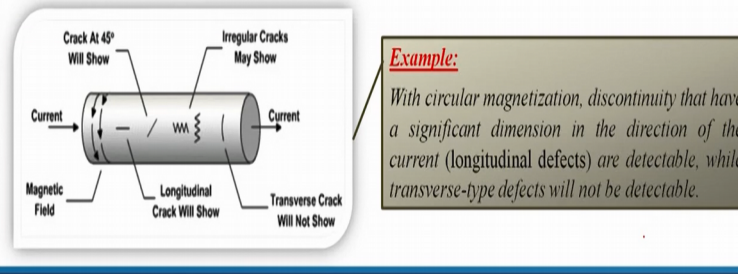 Crack At 45°
Will Show
Irregular Cracks
May Show
Current
Current
Magnetic
Field
Longitudinal
Crack Will Show
Transverse Crack
Will Not Show
Example:
With circular magnetization, discontinuity that have
a significant dimension in the direction of the
current (longitudinal defects) are detectable, while
transverse-type defects will not be detectable.